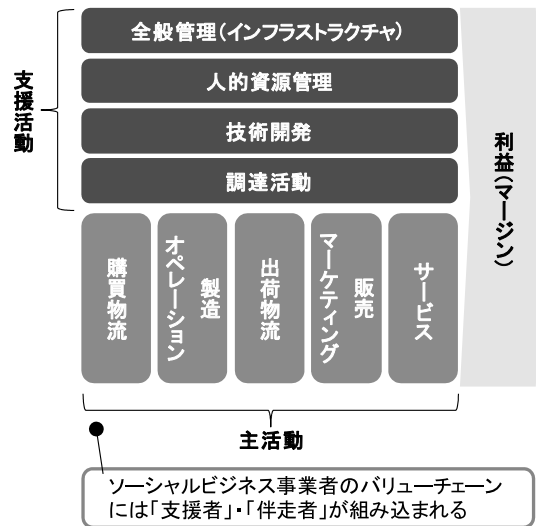 全般管理(インフラストラクチャ)
人的資源管理
技術開発
調達活動
支援活動
利益(マージン)
購買物流
製造
オペレーション
出荷物流
販売
マーケティング
サービス
主活動
ソーシャルビジネス事業者のバリューチェーン
には「支援者」・「伴走者」が組み込まれる